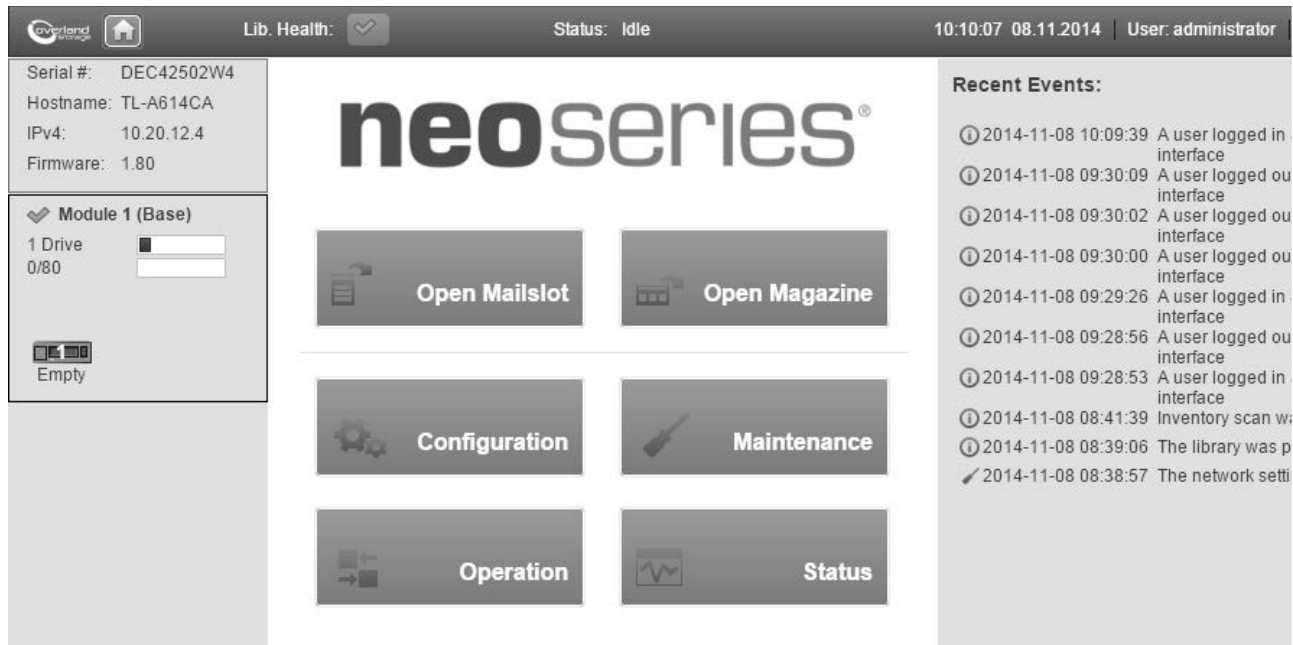 overland
storage
Lib. Health:
Status: Idle
10:10:07 08.11.2014
User: administrator
Serial #: DEC42502W4
Hostname: TL-A614CA
IPv4: 10.20.12.4
Firmware: 1.80
Module 1 (Base)
1 Drive
0/80
1
Empty
neoseries®
Open Mailslot
Open Magazine
Configuration
Maintenance
Operation
Status
Recent Events:
2014-11-08 10:09:39 A user logged in
interface
2014-11-08 09:30:09 A user logged ou
interface
2014-11-08 09:30:02 A user logged ou
interface
2014-11-08 09:30:00 A user logged ou
interface
2014-11-08 09:29:26 A user logged in
interface
2014-11-08 09:28:56 A user logged ou
interface
2014-11-08 09:28:53 A user logged in
interface
2014-11-08 08:41:39 Inventory scan wa
2014-11-08 08:39:06 The library was p
2014-11-08 08:38:57 The network setti